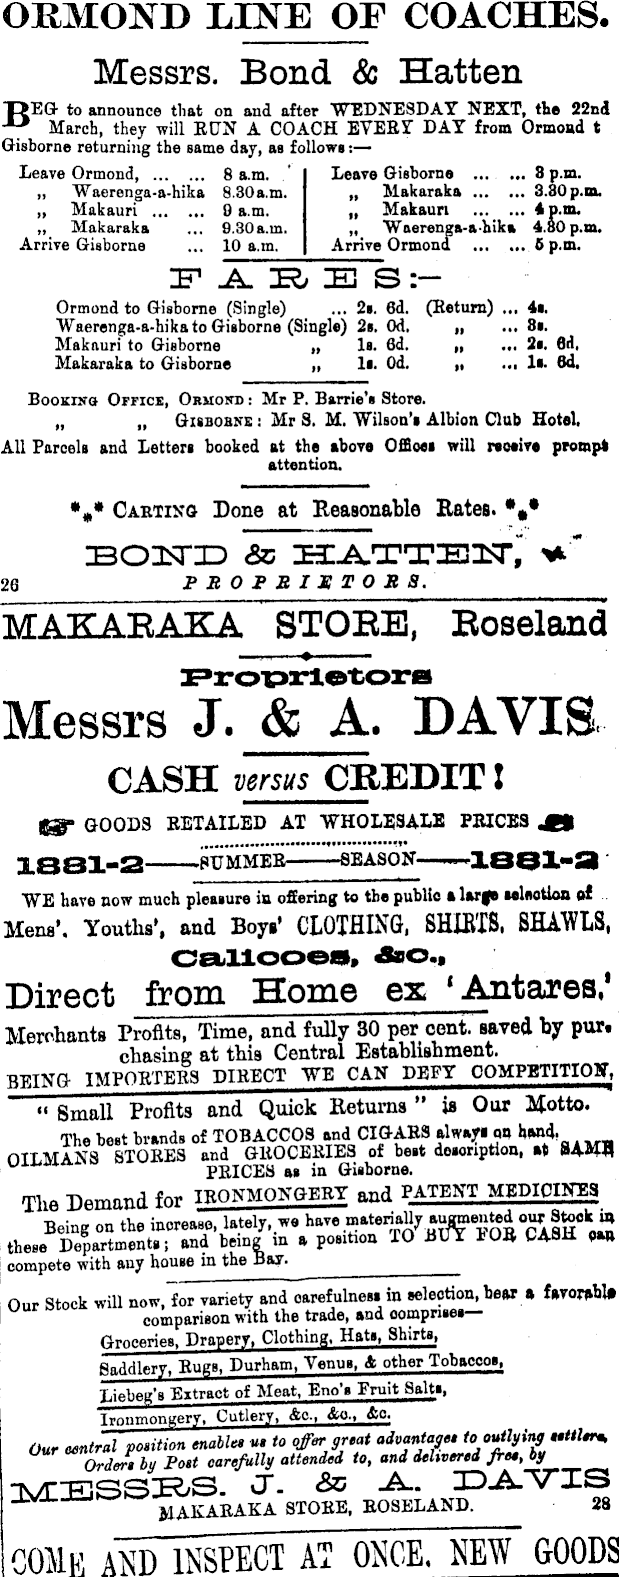 ORMOND LINE OF COACHES.
Messrs. Bond & Hatten
BEG to announce that on and after WEDNESDAY NEXT, the 22nd
March, they will RUN A COACH EVERY DAY from Ormond t
Gisborne returning the same day, as follows:—
Leave Ormond, ... ... 8 a.m.
„ Waerenga-a-hika 8.30 a.m.
„ Makauri ... ... 9 a.m.
„ Makaraka ... 9.30 a.m.
Arrive Gisborne ... 10 a.m.
Leave Gisborne ... ... 3 p.m.
„ Makaraka ... ... 3.30 p.m.
„ Makauri ... ... 4 p.m.
„ Waerenga-a-hika 4.30 p.m.
Arrive Ormond ... ... 5 p.m.
FARES:—
Ormond to Gisborne (Single) ... 2s. 6d. (Return) ... 4s.
Waerenga-a-hika to Gisborne (Single) 2s. 0d. „ ... 3s.
Makauri to Gisborne „ 1s. 6d. „ ... 2s. 6d.
Makaraka to Gisborne „ 1s. 0d. „ ... 1s. 6d.
BOOKING OFFICE, ORMOND: Mr P. Barrie's Store.
„ „ GISBORNE: Mr S. M. Wilson's Albion Club Hotel.
All Parcels and Letters booked at the above Offices will receive prompt
attention.
*** CARTING Done at Reasonable Rates. ***
BOND & HATTEN,
26 PROPRIETORS.
MAKARAKA STORE, Roseland
Proprietors
Messrs J. & A. DAVIS
CASH versus CREDIT!
GOODS RETAILED AT WHOLESALE PRICES
1881-2——SUMMER——SEASON——1881-2
WE have now much pleasure in offering to the public a large selection of
Mens'. Youths', and Boys' CLOTHING, SHIRTS, SHAWLS,
Calicoes, &c.,
Direct from Home ex 'Antares,'
Merchants Profits, Time, and fully 30 per cent. saved by pur-
chasing at this Central Establishment.
BEING IMPORTERS DIRECT WE CAN DEFY COMPETITION,
"Small Profits and Quick Returns" is Our Motto.
The best brands of TOBACCOS and CIGARS always on hand.
OILMANS STORES and GROCERIES of best description, at SAME
PRICES as in Gisborne.
The Demand for IRONMONGERY and PATENT MEDICINES
Being on the increase, lately, we have materially augmented our Stock in
these Departments; and being in a position TO BUY FOR CASH can
compete with any house in the Bay.
Our Stock will now, for variety and carefulness in selection, bear a favorable
comparison with the trade, and comprises—
Groceries, Drapery, Clothing, Hats, Shirts,
Saddlery, Rugs, Durham, Venus, & other Tobaccos,
Liebeg's Extract of Meat, Eno's Fruit Salts,
Ironmongery, Cutlery, &c., &c., &c.
Our central position enables us to offer great advantages to outlying settlers,
Orders by Post carefully attended to, and delivered free, by
MESSRS. J. & A. DAVIS
MAKARAKA STORE, ROSELAND. 28
COME AND INSPECT AT ONCE. NEW GOODS